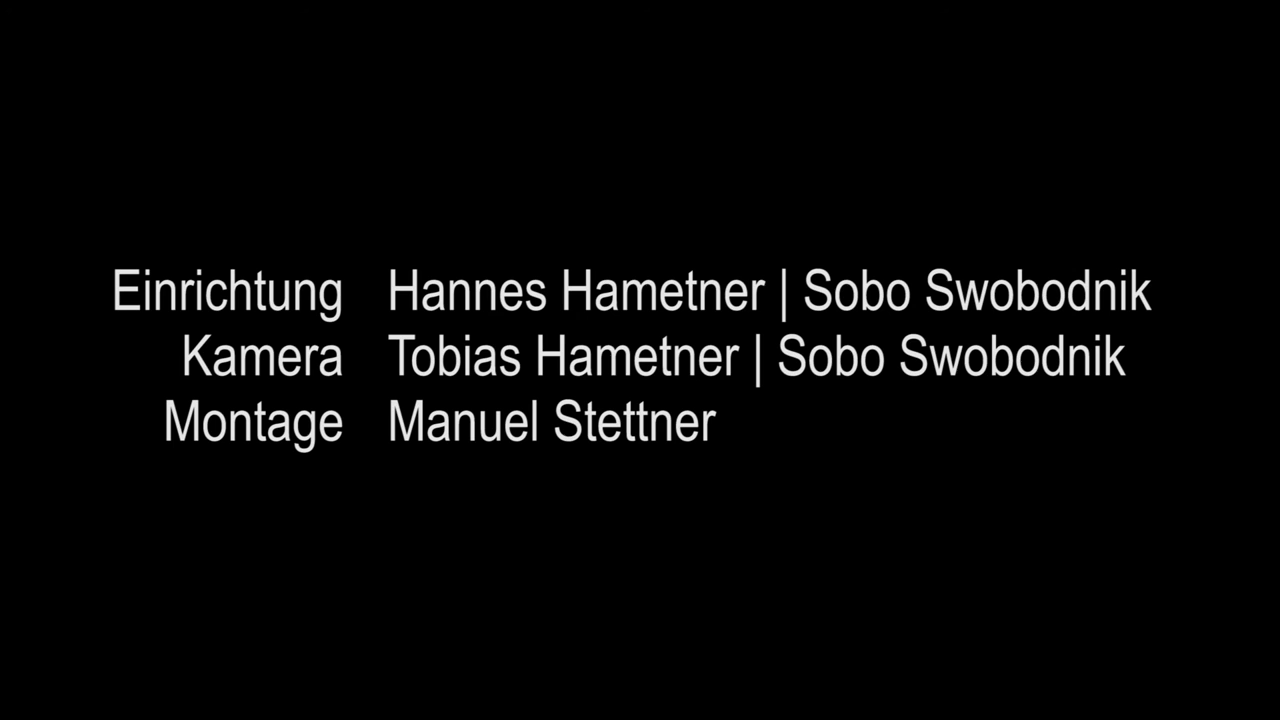 Einrichtung Hannes Hametner | Sobo Swobodnik
Kamera Tobias Hametner | Sobo Swobodnik
Montage Manuel Stettner